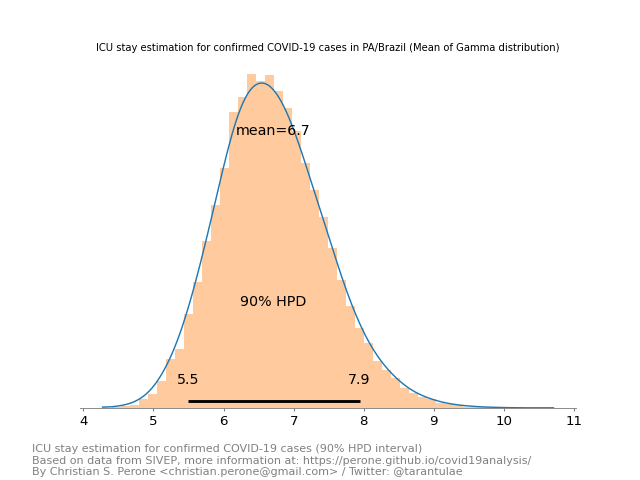 ICU stay estimation for confirmed COVID-19 cases in PA/Brazil (Mean of Gamma distribution)
mean=6.7
90% HPD
5.5 7.9
4 5 6 7 8 9 10 11
ICU stay estimation for confirmed COVID-19 cases (90% HPD interval)
Based on data from SIVEP, more information at: https://perone.github.io/covid19analysis/
By Christian S. Perone <christian.perone@gmail.com> / Twitter: @tarantulae